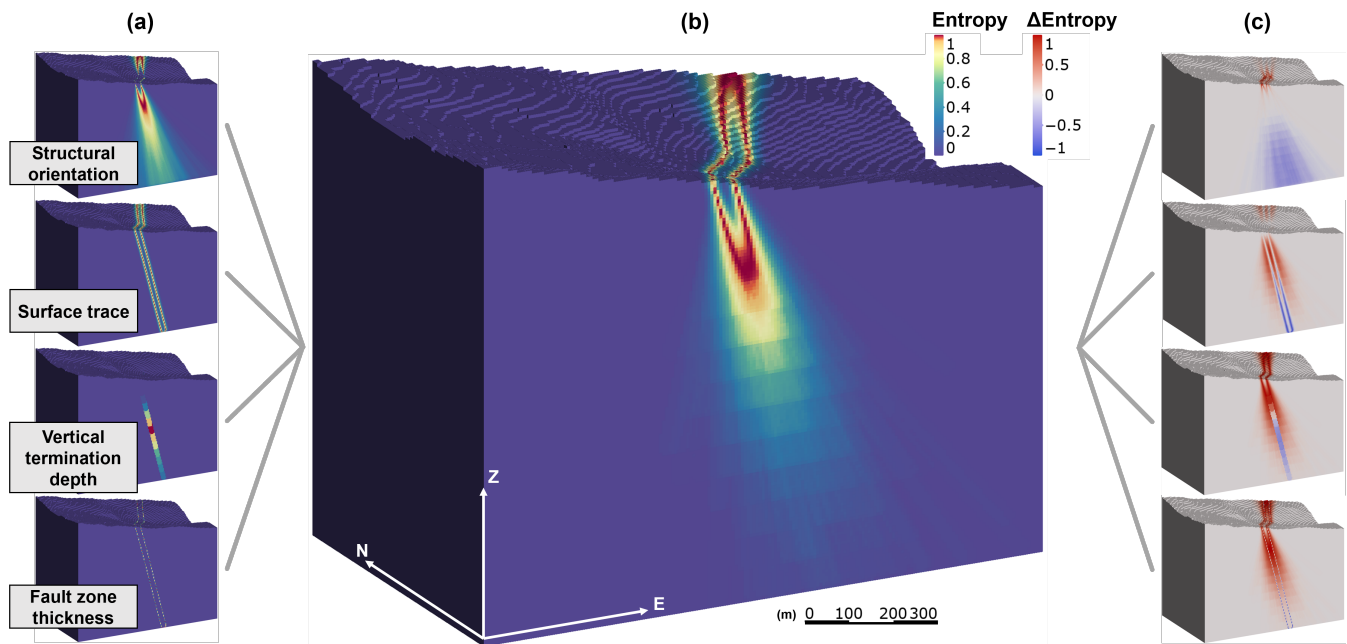 (a)
(b)
(c)
Entropy
ΔEntropy
1
0.8
0.6
0.4
0.2
0
1
0.5
0
−0.5
−1
Structural
orientation
Surface trace
Vertical
termination
depth
Fault zone
thickness
Z
N
E
(m) 0 100 200 300